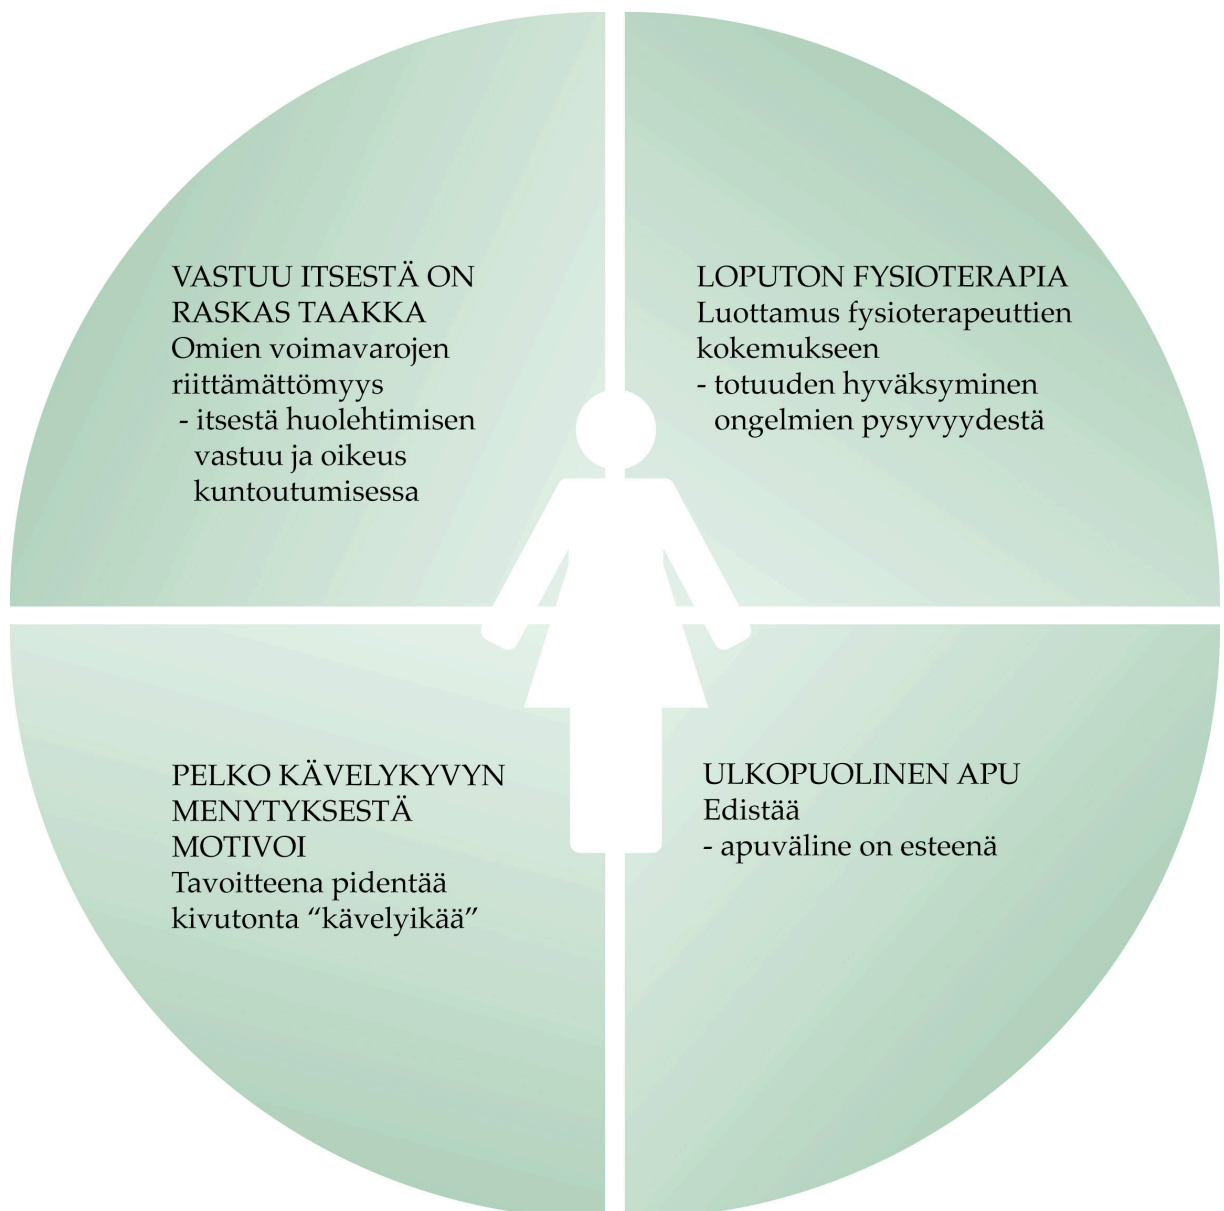 VASTUU ITSESTÄ ON
RASKAS TAAKKA
Omien voimavarojen
riittämättömyys
- itsestä huolehtimisen
vastuu ja oikeus
kuntoutumisessa
LOPUTON FYSIOTERAPIA
Luottamus fysioterapeuttien
kokemukseen
- totuuden hyväksyminen
ongelmien pysyvyydestä
PELKO KÄVELYKYVYN
MENYTYKSESTÄ
MOTIVOI
Tavoitteena pidentää
kivutonta “kävelyikää”
ULKOPUOLINEN APU
Edistää
- apuväline on esteenä